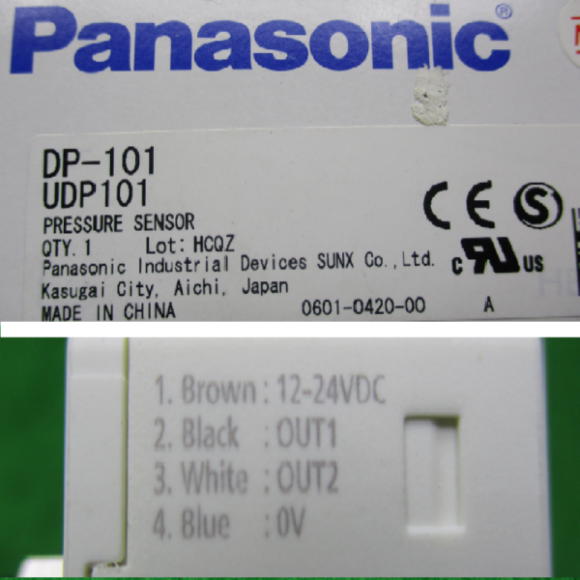 Panasonic®
DP-101
UDP101
PRESSURE SENSOR
QTY. 1 Lot: HCQZ
Panasonic Industrial Devices SUNX Co., Ltd.
Kasugai City, Aichi, Japan
MADE IN CHINA 0601-0420-00 A
CE S
c RU US
1. Brown : 12-24VDC
2. Black : OUT1
3. White : OUT2
4. Blue : 0V